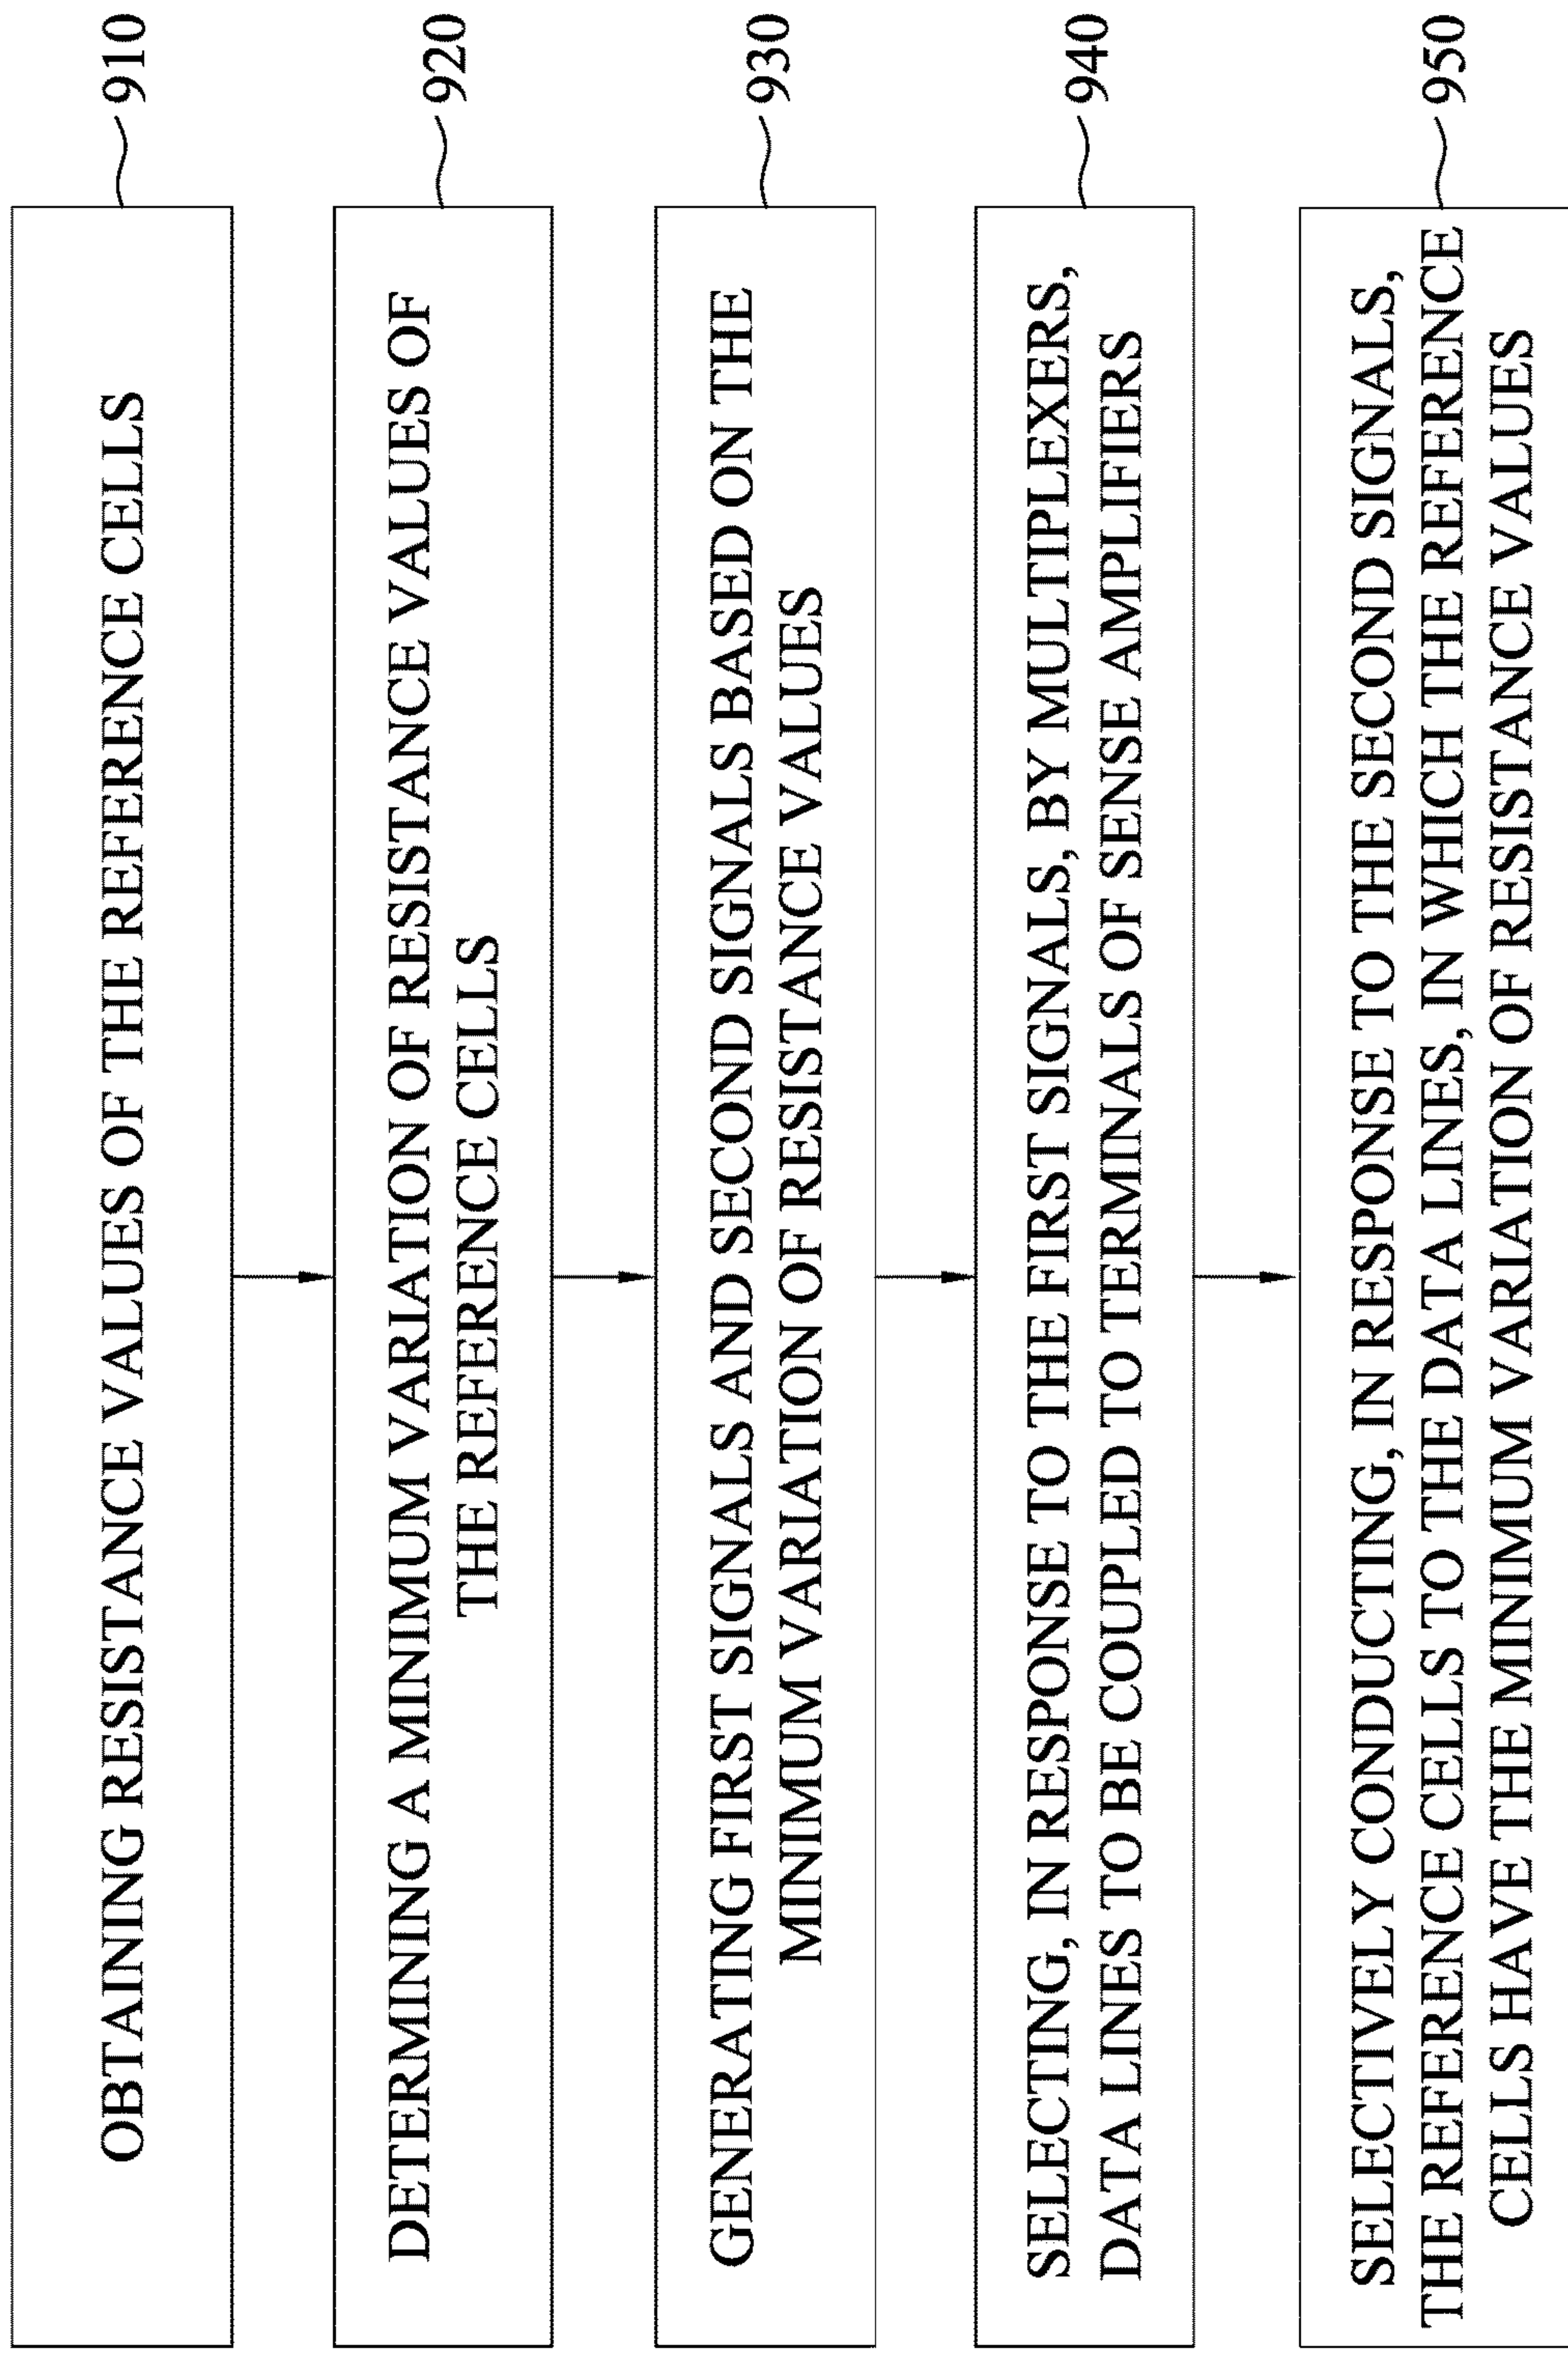 OBTAINING RESISTANCE VALUES OF THE REFERENCE CELLS
910
DETERMINING A MINIMUM VARIATION OF RESISTANCE VALUES OF
THE REFERENCE CELLS
920
GENERATING FIRST SIGNALS AND SECOND SIGNALS BASED ON THE
MINIMUM VARIATION OF RESISTANCE VALUES
930
SELECTING, IN RESPONSE TO THE FIRST SIGNALS, BY MULTIPLEXERS,
DATA LINES TO BE COUPLED TO TERMINALS OF SENSE AMPLIFIERS
940
SELECTIVELY CONDUCTING, IN RESPONSE TO THE SECOND SIGNALS,
THE REFERENCE CELLS TO THE DATA LINES, IN WHICH THE REFERENCE
CELLS HAVE THE MINIMUM VARIATION OF RESISTANCE VALUES
950